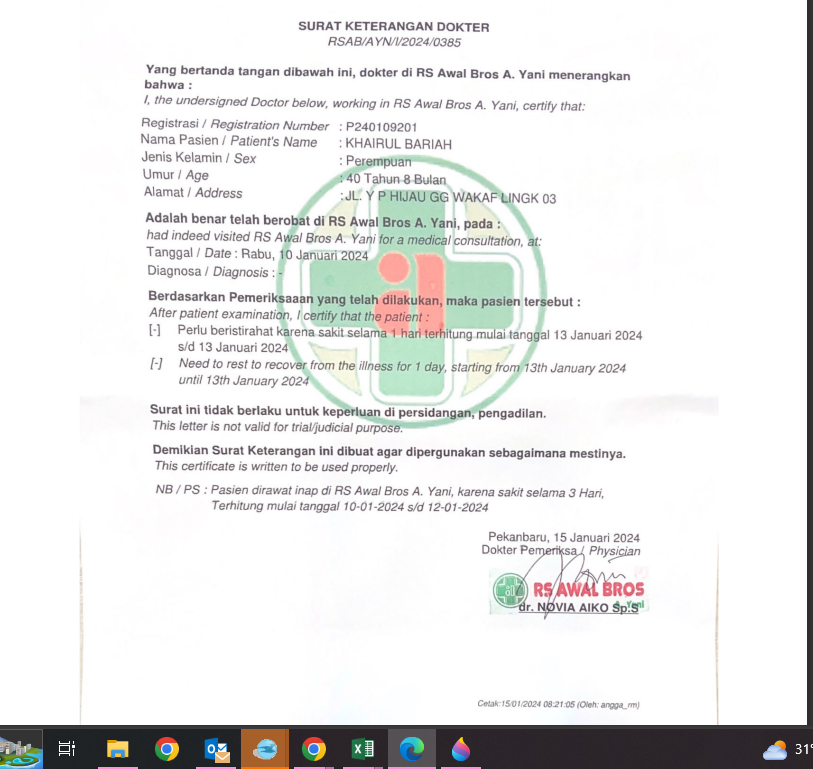 SURAT KETERANGAN DOKTER
RSAB/AYN/I/2024/0385
Yang bertanda tangan dibawah ini, dokter di RS Awal Bros A. Yani menerangkan
bahwa :
I, the undersigned Doctor below, working in RS Awal Bros A. Yani, certify that:
Registrasi / Registration Number : P240109201
Nama Pasien / Patient's Name : KHAIRUL BARIAH
Jenis Kelamin / Sex : Perempuan
Umur / Age : 40 Tahun 8 Bulan
Alamat / Address : JL. Y P HIJAU GG WAKAF LINGK 03
Adalah benar telah berobat di RS Awal Bros A. Yani, pada :
had indeed visited RS Awal Bros A. Yani for a medical consultation, at:
Tanggal / Date : Rabu, 10 Januari 2024
Diagnosa / Diagnosis : -
Berdasarkan Pemeriksaaan yang telah dilakukan, maka pasien tersebut :
After patient examination, I certify that the patient :
[-] Perlu beristirahat karena sakit selama 1 hari terhitung mulai tanggal 13 Januari 2024
s/d 13 Januari 2024
[-] Need to rest to recover from the illness for 1 day, starting from 13th January 2024
until 13th January 2024
Surat ini tidak berlaku untuk keperluan di persidangan, pengadilan.
This letter is not valid for trial/judicial purpose.
Demikian Surat Keterangan ini dibuat agar dipergunakan sebagaimana mestinya.
This certificate is written to be used properly.
NB / PS : Pasien dirawat inap di RS Awal Bros A. Yani, karena sakit selama 3 Hari,
Terhitung mulai tanggal 10-01-2024 s/d 12-01-2024
Pekanbaru, 15 Januari 2024
Dokter Pemeriksa / Physician
RS AWAL BROS
A. Yani
dr. NOVIA AIKO Sp.S
Cetak:15/01/2024 08:21:05 (Oleh: angga_rm)
31°